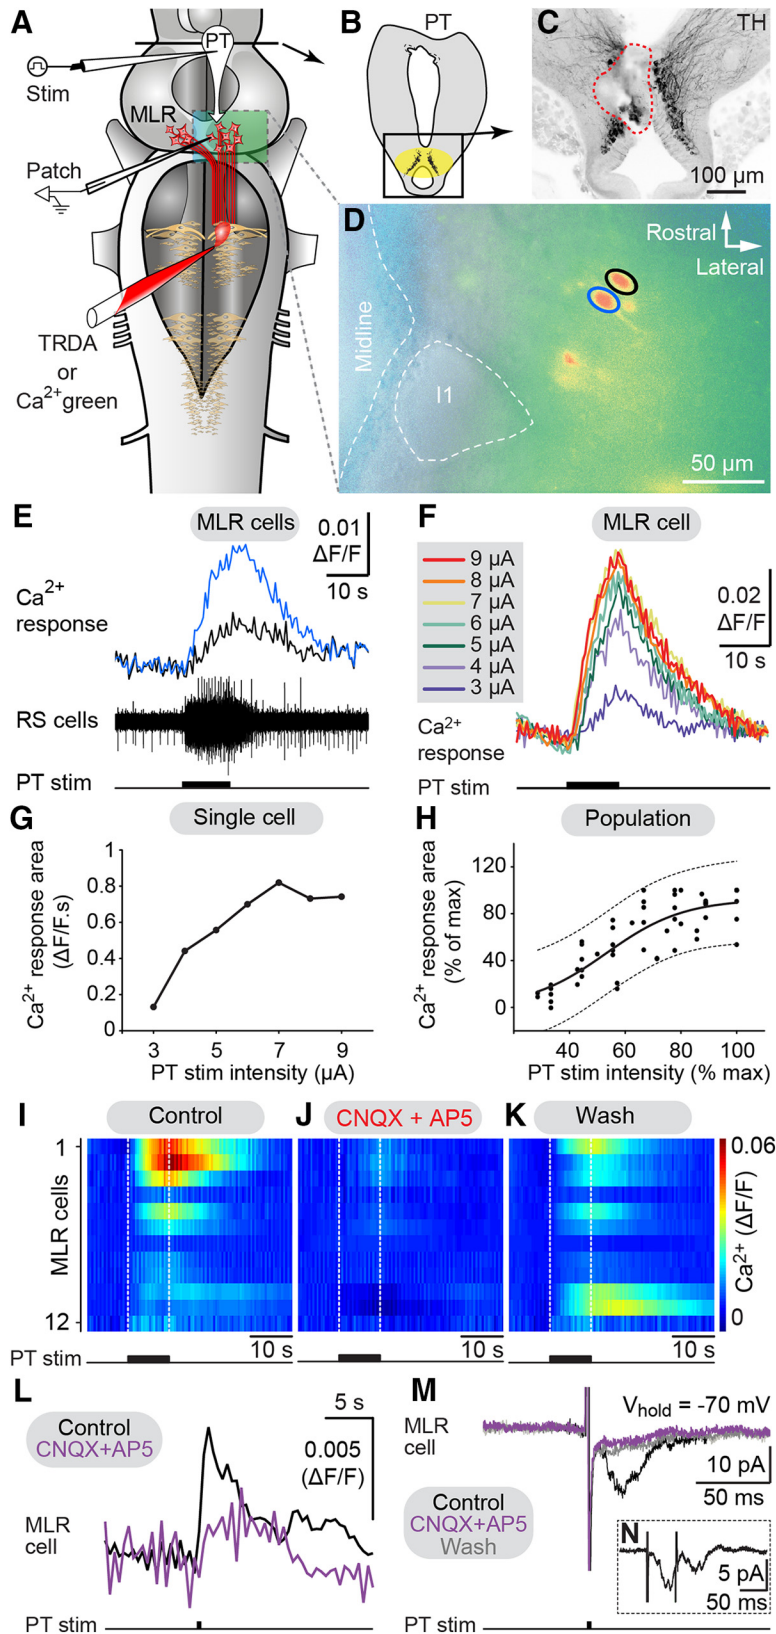 A
PT
Stim
MLR
Patch
TRDA
or
Ca2+green
B
PT
C
TH
100 µm
D
Rostral
Lateral
Midline
I1
50 µm
E
MLR cells
0.01
ΔF/F
10 s
Ca2+
response
RS cells
PT stim
F
MLR cell
9 µA
8 µA
7 µA
6 µA
5 µA
4 µA
3 µA
0.02
ΔF/F
10 s
Ca2+
response
PT stim
G
Single cell
Ca2+ response area
(ΔF/F.s)
1
0.8
0.6
0.4
0.2
0
3 5 7 9
PT stim intensity (µA)
H
Population
Ca2+ response area
(% of max)
120
80
40
0
40 60 80 100
PT stim intensity (% max)
I
Control
J
CNQX + AP5
K
Wash
1
MLR cells
12
0.06
Ca2+ (ΔF/F)
0
10 s
10 s
10 s
PT stim
L
Control
CNQX+AP5
5 s
0.005
(ΔF/F)
MLR
cell
PT stim
M
MLR
cell
Vhold = -70 mV
10 pA
50 ms
Control
CNQX+AP5
Wash
N
5 pA
50 ms
PT stim